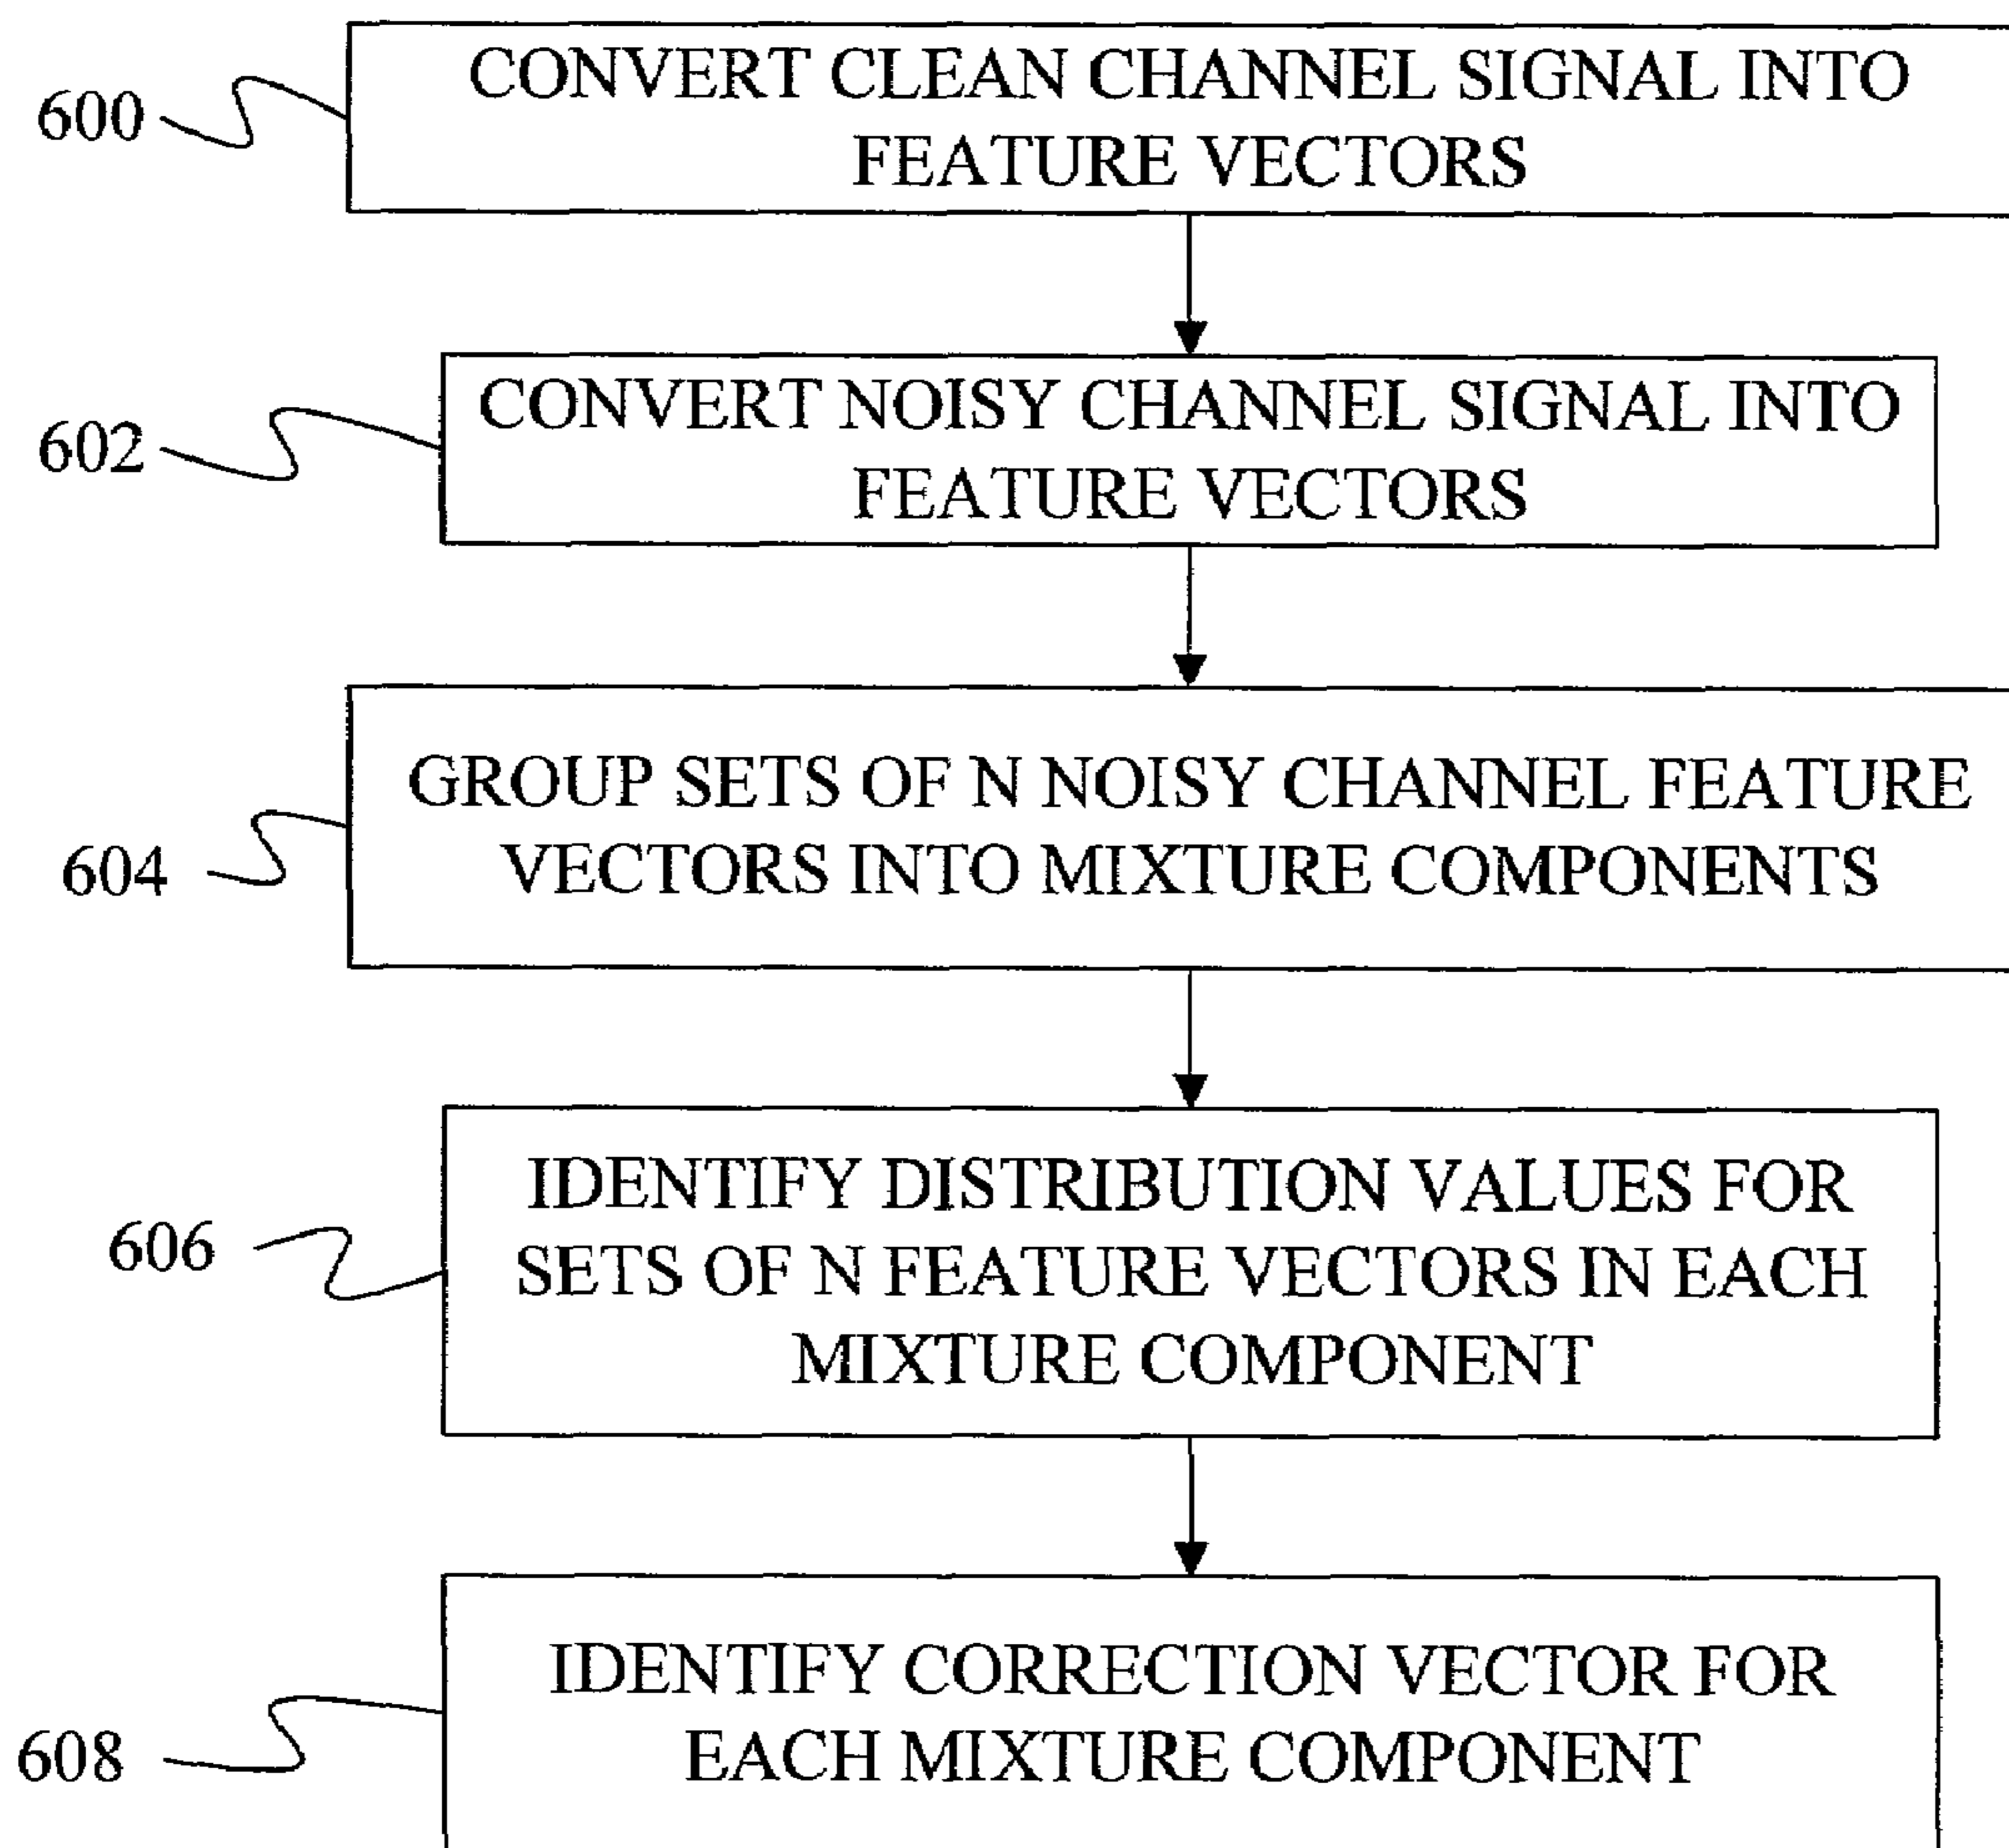 600
CONVERT CLEAN CHANNEL SIGNAL INTO
FEATURE VECTORS
602
CONVERT NOISY CHANNEL SIGNAL INTO
FEATURE VECTORS
604
GROUP SETS OF N NOISY CHANNEL FEATURE
VECTORS INTO MIXTURE COMPONENTS
606
IDENTIFY DISTRIBUTION VALUES FOR
SETS OF N FEATURE VECTORS IN EACH
MIXTURE COMPONENT
608
IDENTIFY CORRECTION VECTOR FOR
EACH MIXTURE COMPONENT